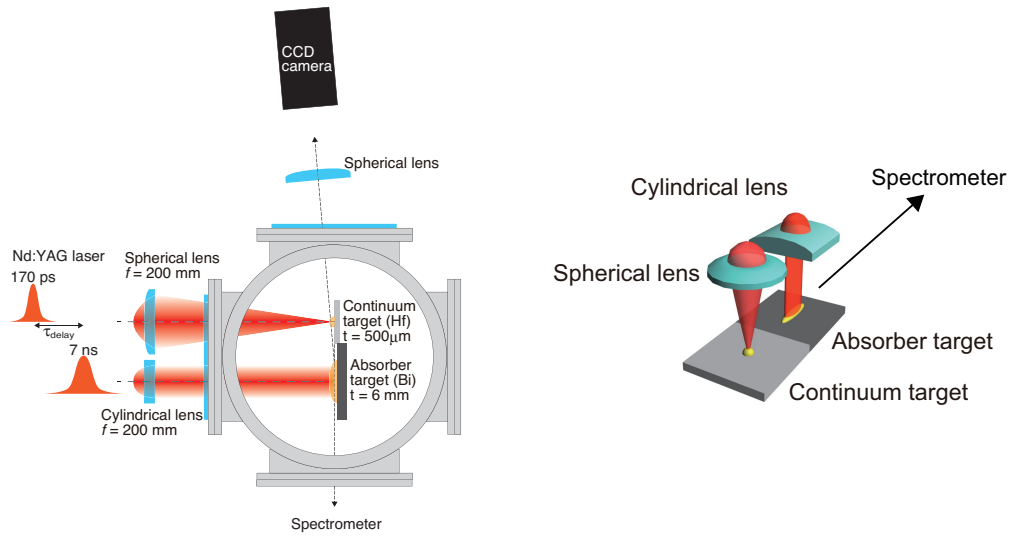 CCD
camera
Spherical lens
Nd:YAG laser
170 ps
τdelay
7 ns
Spherical lens
f = 200 mm
Cylindrical lens
f = 200 mm
Continuum
target (Hf)
t = 500μm
Absorber
target (Bi)
t = 6 mm
Spectrometer
Cylindrical lens
Spectrometer
Spherical lens
Absorber target
Continuum target